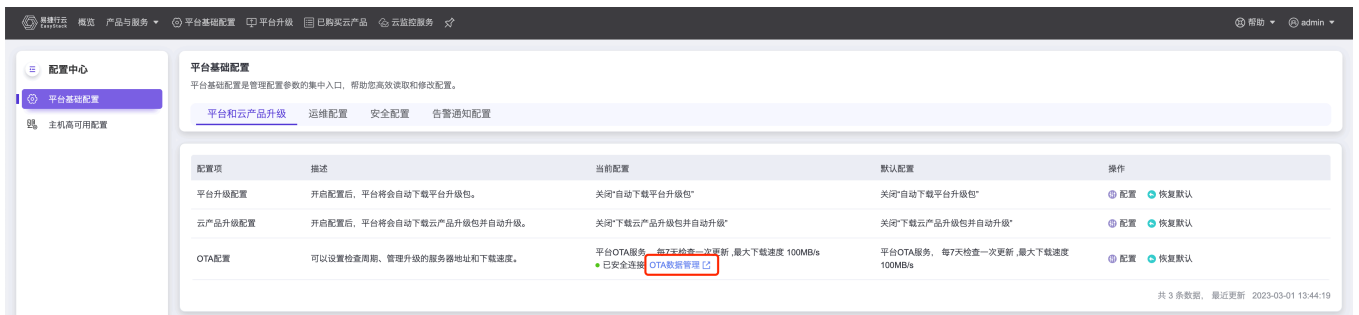 易捷行云 EasyStack 概览 产品与服务 平台基础配置 平台升级 已购买云产品 云监控服务 帮助 admin
配置中心
平台基础配置
主机高可用配置
平台基础配置
平台基础配置是管理配置参数的集中入口，帮助您高效读取和修改配置。
平台和云产品升级 运维配置 安全配置 告警通知配置
配置项 描述 当前配置 默认配置 操作
平台升级配置 开启配置后，平台将会自动下载平台升级包。 关闭“自动下载平台升级包” 关闭“自动下载平台升级包” 配置 恢复默认
云产品升级配置 开启配置后，平台将会自动下载云产品升级包并自动升级。 关闭“下载云产品升级包并自动升级” 关闭“下载云产品升级包并自动升级” 配置 恢复默认
OTA配置 可以设置检查周期、管理升级的服务器地址和下载速度。 平台OTA服务， 每7天检查一次更新 ,最大下载速度 100MB/s
已安全连接 OTA数据管理
平台OTA服务， 每7天检查一次更新 ,最大下载速度
100MB/s
配置 恢复默认
共 3 条数据， 最近更新 2023-03-01 13:44:19